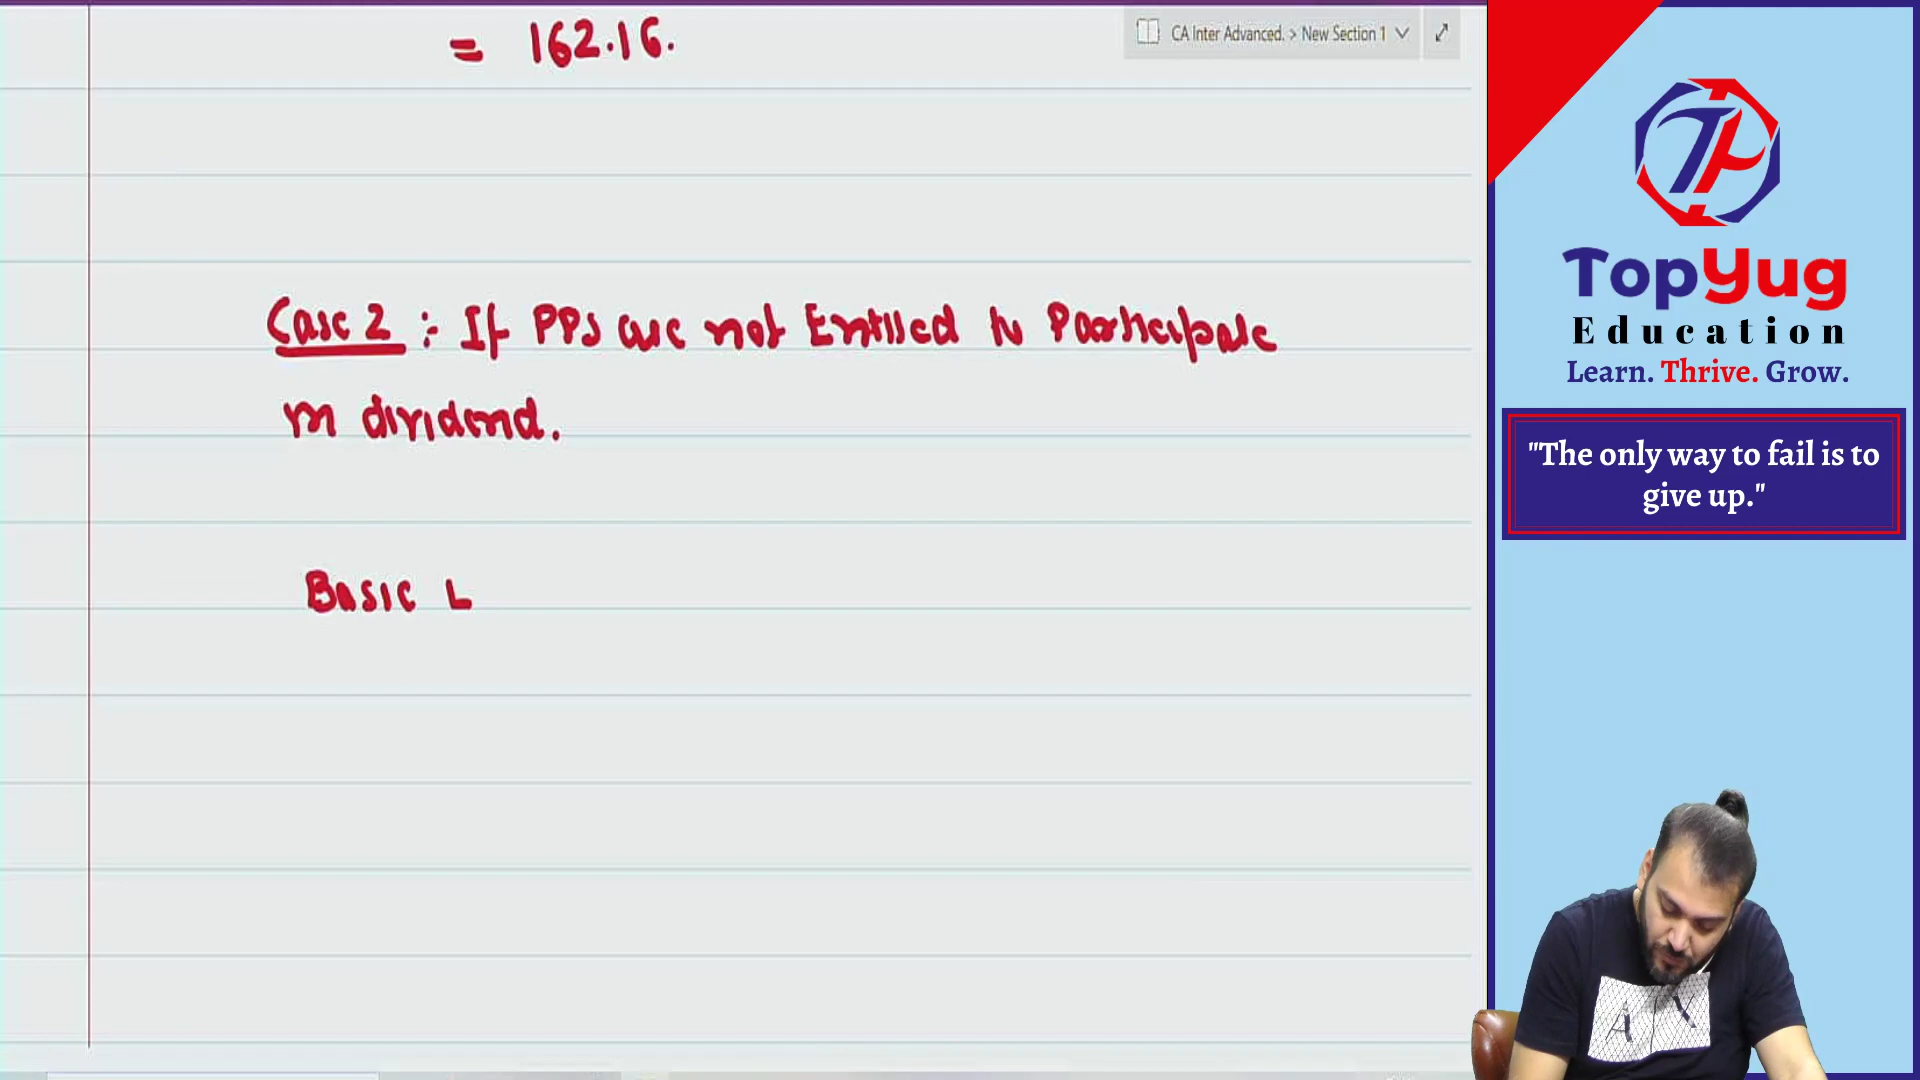 = 162.16.
CA Inter Advanced. > New Section 1
Case 2 :- If PPS are not Entitled to Participate
in dividend.
Basic L
TopYug
Education
Learn. Thrive. Grow.
"The only way to fail is to
give up."
A X